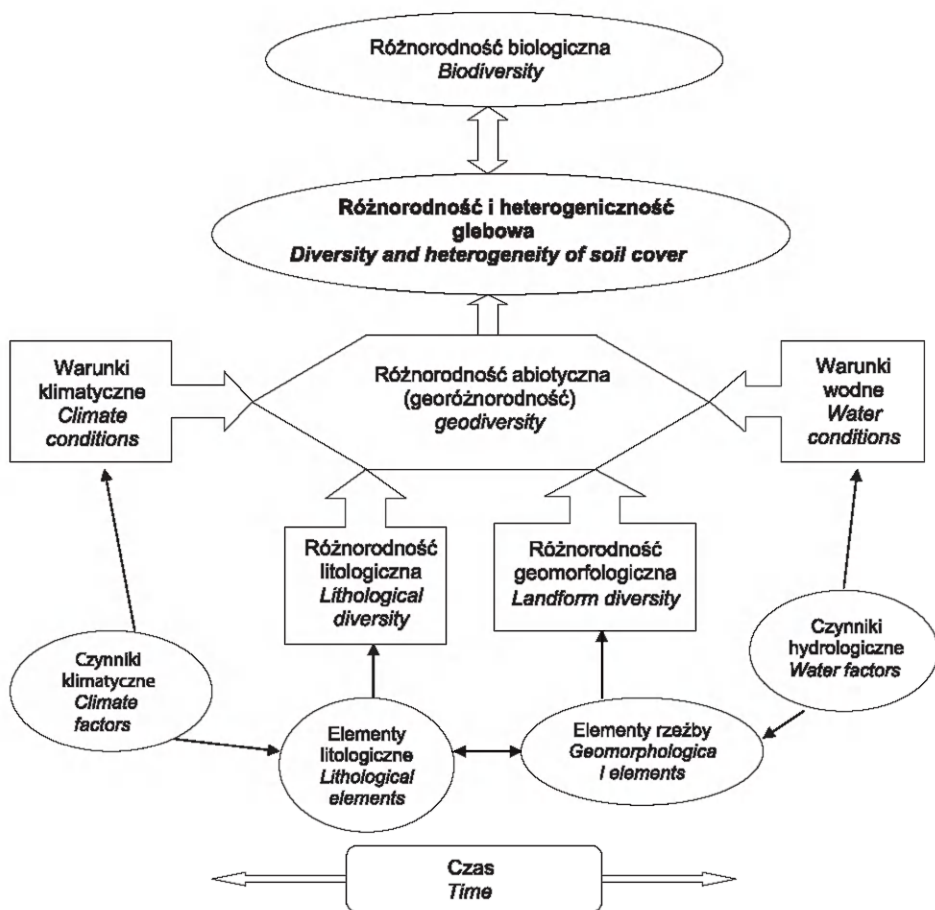 Różnorodność biologiczna
Biodiversity
Różnorodność i heterogeniczność
glebowa
Diversity and heterogeneity of soil cover
Warunki
klimatyczne
Climate
conditions
Różnorodność abiotyczna
(georóżnorodność)
geodiversity
Warunki
wodne
Water
conditions
Różnorodność
litologiczna
Lithological
diversity
Różnorodność
geomorfologiczna
Landform diversity
Czynniki
klimatyczne
Climate
factors
Czynniki
hydrologiczne
Water factors
Elementy
litologiczne
Lithological
elements
Elementy rzeźby
Geomorphologica
l elements
Czas
Time